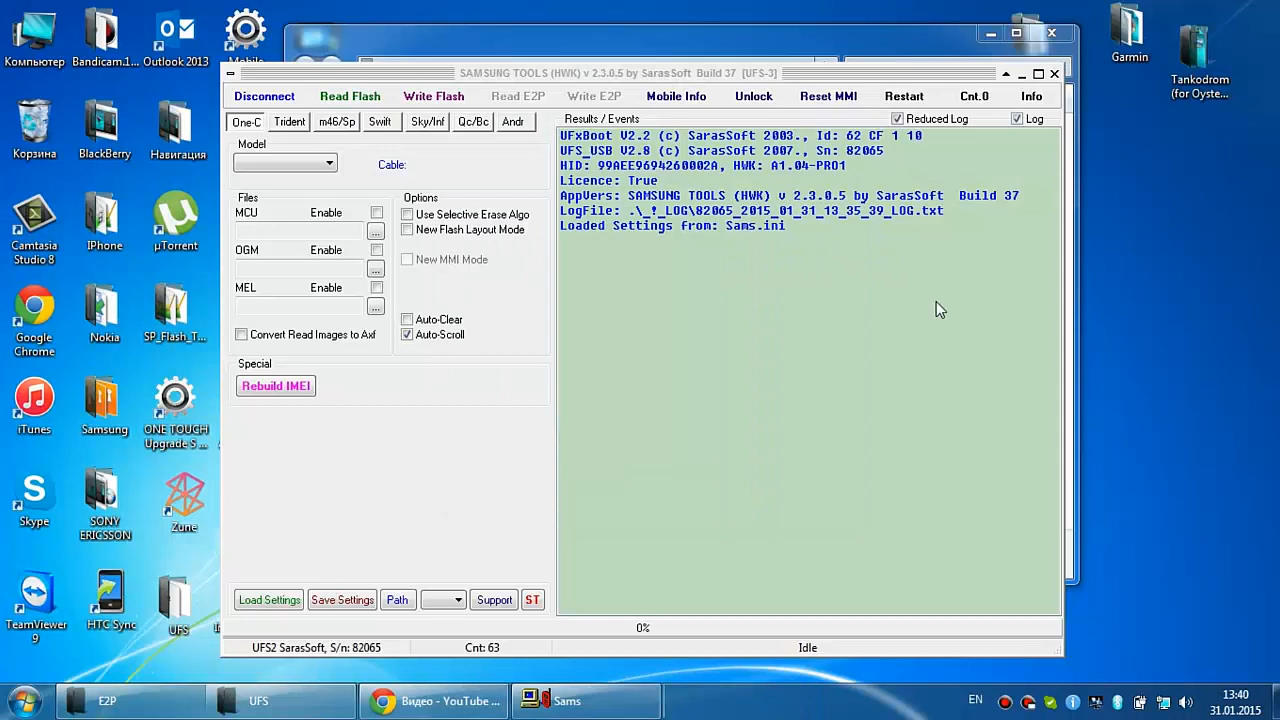 Компьютер
Bandicam.1...
Outlook 2013
Garmin
Tankodrom
(for Oyste...
Корзина
BlackBerry
Навигация
Camtasia
Studio 8
IPhone
µTorrent
Google
Chrome
Nokia
SP_Flash_T...
iTunes
Samsung
ONE TOUCH
Upgrade S ...
Skype
SONY
ERICSSON
Zune
TeamViewer
9
HTC Sync
UFS
SAMSUNG TOOLS (HWK) v 2.3.0.5 by SarasSoft Build 37 [UFS-3]
Disconnect
Read Flash
Write Flash
Read E2P
Write E2P
Mobile Info
Unlock
Reset MMI
Restart
Cnt.0
Info
One-C
Trident
m46/Sp
Swift
Sky/Inf
Qc/Bc
Andr
Results / Events
Reduced Log
Log
Model
Cable:
Files
MCU Enable
...
OGM Enable
...
MEL Enable
...
Convert Read Images to Axf
Options
Use Selective Erase Algo
New Flash Layout Mode
New MMI Mode
Auto-Clear
Auto-Scroll
Special
Rebuild IMEI
UFxBoot V2.2 (c) SarasSoft 2003., Id: 62 CF 1 10
UFS_USB V2.8 (c) SarasSoft 2007., Sn: 82065
HID: 99AEE9694260002A, HWK: A1.04-PRO1
Licence: True
AppVers: SAMSUNG TOOLS (HWK) v 2.3.0.5 by SarasSoft Build 37
LogFile: .\_!_LOG\82065_2015_01_31_13_35_39_LOG.txt
Loaded Settings from: Sams.ini
Load Settings
Save Settings
Path
Support
ST
0%
UFS2 SarasSoft, S/n: 82065
Cnt: 63
Idle
E2P
UFS
Видео - YouTube ...
Sams
EN
13:40
31.01.2015